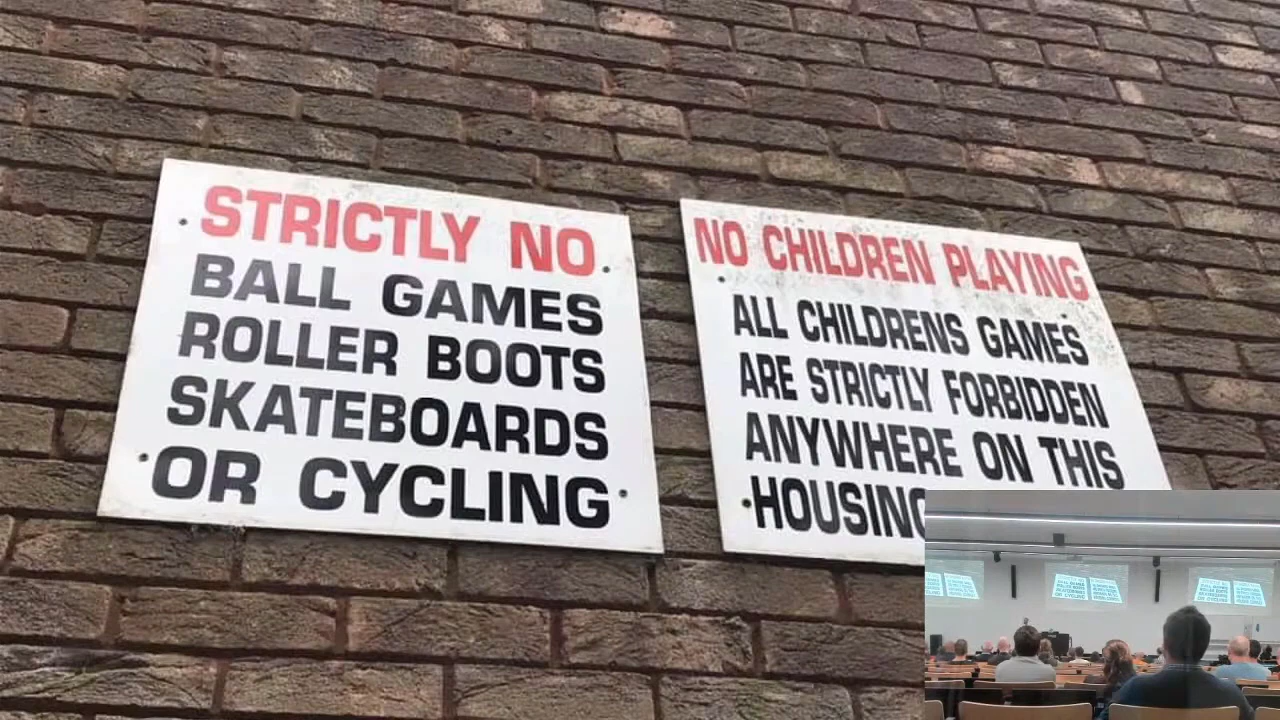 STRICTLY NO
BALL GAMES
ROLLER BOOTS
SKATEBOARDS
OR CYCLING
NO CHILDREN PLAYING
ALL CHILDRENS GAMES
ARE STRICTLY FORBIDDEN
ANYWHERE ON THIS